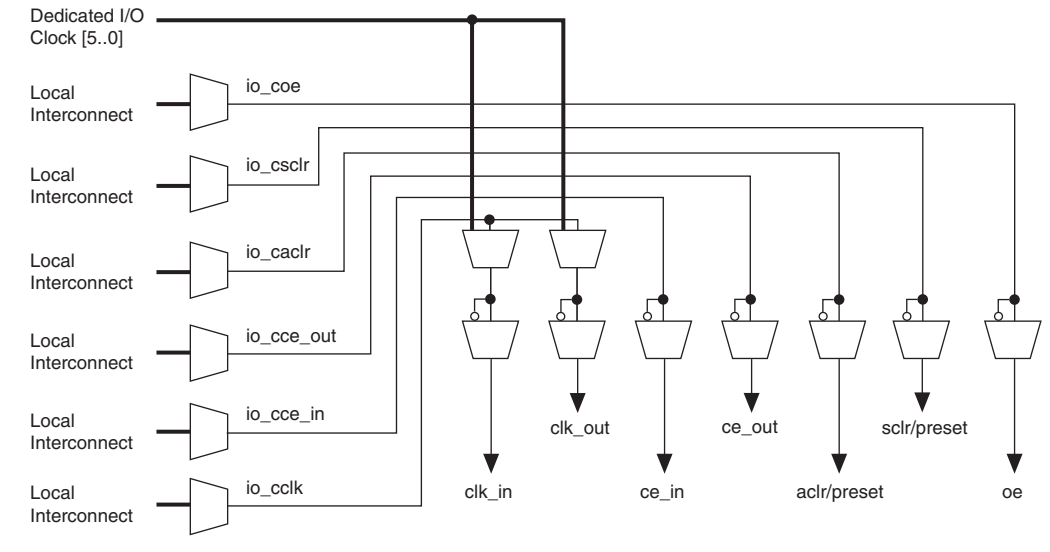 Dedicated I/O
Clock [5..0]
Local
Interconnect
io_coe
Local
Interconnect
io_csclr
Local
Interconnect
io_caclr
Local
Interconnect
io_cce_out
Local
Interconnect
io_cce_in
Local
Interconnect
io_cclk
clk_out
ce_out
sclr/preset
clk_in
ce_in
aclr/preset
oe